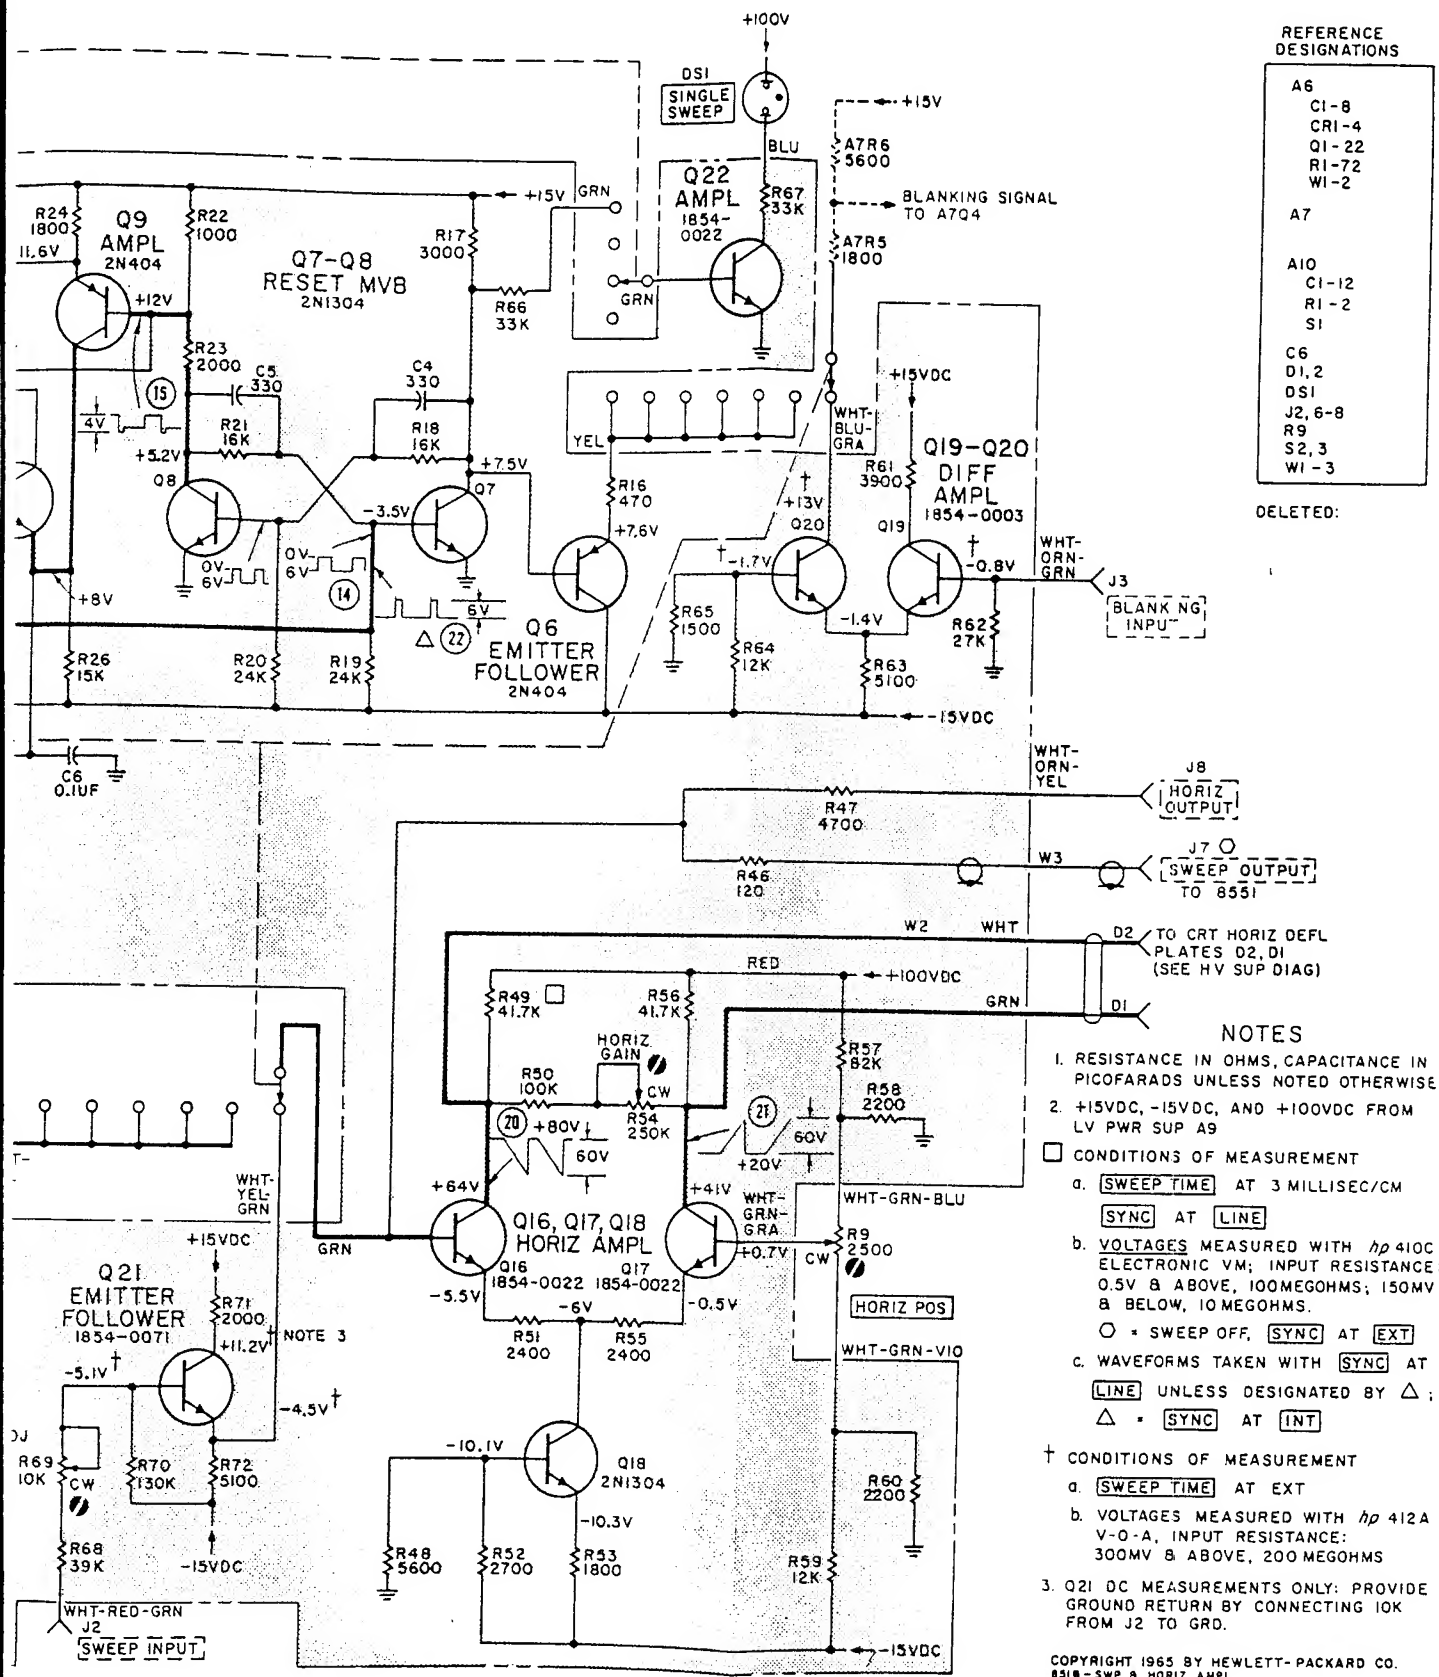 +100V
DS1
SINGLE
SWEEP
+15V
BLU
A7R6
5600
BLANKING SIGNAL
TO A7Q4
A7R5
1800
Q22
AMPL
1854-
0022
R67
33K
GRN
GRN
+15V
R24
1800
11.6V
Q9
AMPL
2N404
R22
1000
Q7-Q8
RESET MVB
2N1304
R17
3000
R66
33K
+12V
R23
2000
C5
330
C4
330
15
4V
R21
16K
R18
16K
+5.2V
+7.5V
Q8
Q7
-3.5V
0V-
6V
0V-
6V
14
+8V
6V
△ 22
R26
15K
R20
24K
R19
24K
Q6
EMITTER
FOLLOWER
2N404
YEL
R16
470
+7.6V
WHT-
BLU-
GRA
+15VDC
R61
3900
Q19-Q20
DIFF
AMPL
1854-0003
†
+13V
Q20
Q19
† -1.7V
†
-0.8V
WHT-
ORN-
GRN
J3
BLANK NG
INPU
R65
1500
R64
12K
-1.4V
R62
27K
R63
5100
-15VDC
C6
0.1UF
REFERENCE
DESIGNATIONS
A6
C1-8
CR1-4
Q1-22
R1-72
W1-2
A7
A10
C1-12
R1-2
S1
C6
D1,2
DS1
J2,6-8
R9
S2,3
W1-3
DELETED:
WHT-
ORN-
YEL
J8
HORIZ
OUTPUT
R47
4700
J7
SWEEP OUTPUT
TO 8551
W3
R46
120
W2 WHT
D2
TO CRT HORIZ DEFL
PLATES D2, D1
(SEE HV SUP DIAG)
RED
+100VDC
GRN
D1
R49
41.7K
R56
41.7K
HORIZ
GAIN
R50
100K
CW
R54
250K
R57
82K
R58
2200
20
+80V
60V
21
60V
+20V
+64V
+41V
WHT-
GRN-
GRA
WHT-GRN-BLU
Q16, Q17, Q18
HORIZ AMPL
Q16
1854-0022
Q17
1854-0022
+0.7V
CW
R9
2500
HORIZ POS
-5.5V
-6V
-0.5V
R51
2400
R55
2400
WHT-GRN-VIO
T-
WHT-
YEL-
GRN
GRN
+15VDC
Q21
EMITTER
FOLLOWER
1854-0071
R71
2000
† NOTE 3
+11.2V
-5.1V †
-4.5V †
R69
10K
CW
R70
130K
R72
5100
-15VDC
R68
39K
WHT-RED-GRN
J2
SWEEP INPUT
-10.1V
Q18
2N1304
-10.3V
R48
5600
R52
2700
R53
1800
R60
2200
R59
12K
-15VDC
NOTES
1. RESISTANCE IN OHMS, CAPACITANCE IN
PICOFARADS UNLESS NOTED OTHERWISE
2. +15VDC, -15VDC, AND +100VDC FROM
LV PWR SUP A9
□ CONDITIONS OF MEASUREMENT
a. SWEEP TIME AT 3 MILLISEC/CM
SYNC AT LINE
b. VOLTAGES MEASURED WITH hp 410C
ELECTRONIC VM; INPUT RESISTANCE
0.5V & ABOVE, 100MEGOHMS; 150MV
& BELOW, 10 MEGOHMS.
= SWEEP OFF, SYNC AT EXT
c. WAVEFORMS TAKEN WITH SYNC AT
LINE UNLESS DESIGNATED BY △ ;
△ = SYNC AT INT
† CONDITIONS OF MEASUREMENT
a. SWEEP TIME AT EXT
b. VOLTAGES MEASURED WITH hp 412A
V-O-A, INPUT RESISTANCE:
300MV & ABOVE, 200 MEGOHMS
3. Q21 DC MEASUREMENTS ONLY: PROVIDE
GROUND RETURN BY CONNECTING 10K
FROM J2 TO GRD.
COPYRIGHT 1965 BY HEWLETT-PACKARD CO.